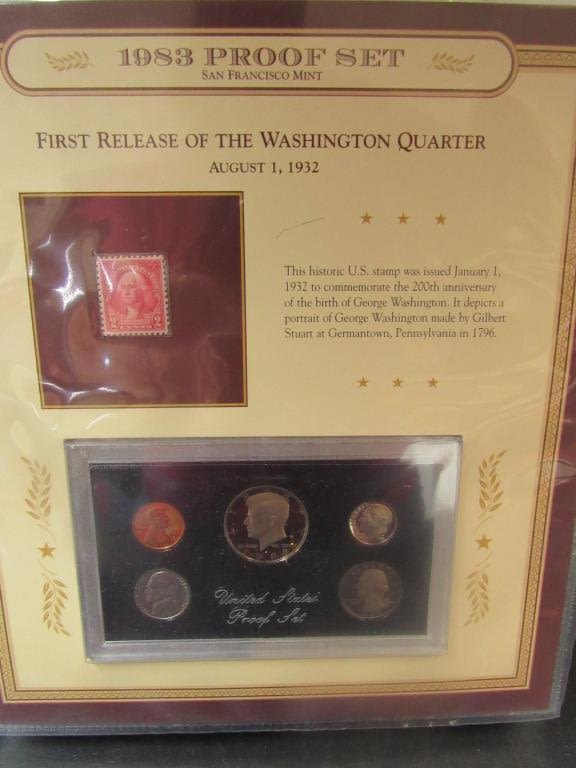 1983 PROOF SET
SAN FRANCISCO MINT
FIRST RELEASE OF THE WASHINGTON QUARTER
AUGUST 1, 1932
This historic U.S. stamp was issued January 1,
1932 to commemorate the 200th anniversary
of the birth of George Washington. It depicts a
portrait of George Washington made by Gilbert
Stuart at Germantown, Pennsylvania in 1796.
2 2
United States
Proof Set